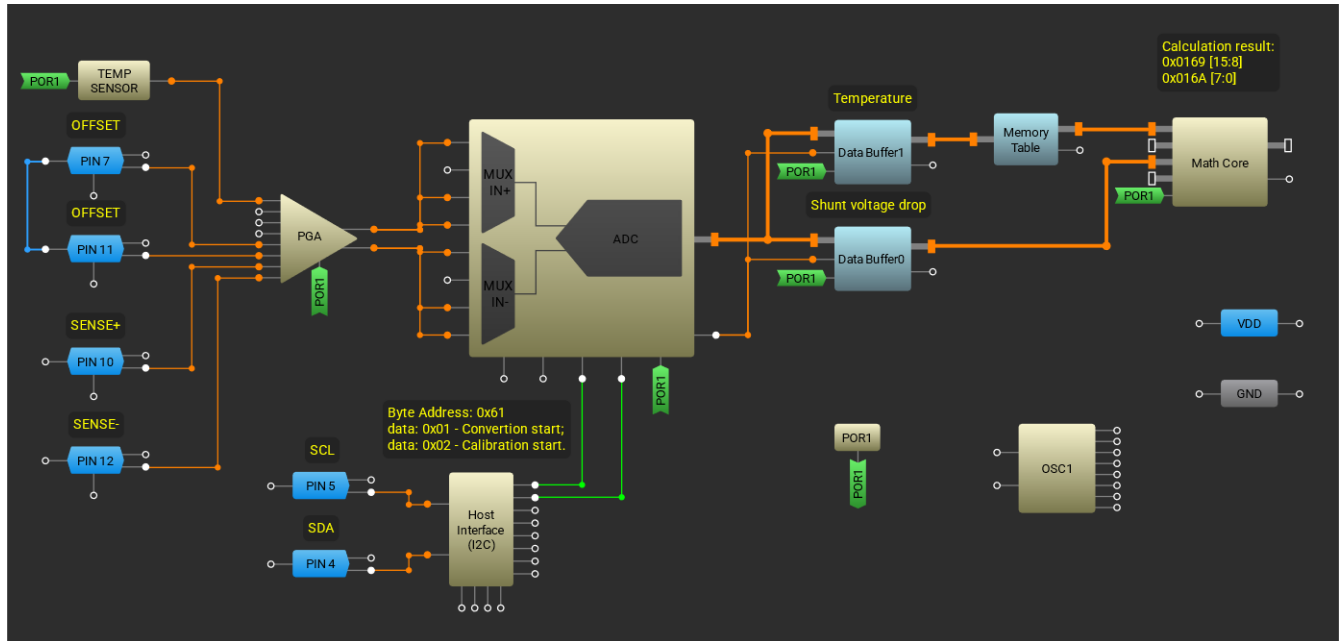 POR1
TEMP
SENSOR
OFFSET
PIN 7
OFFSET
PIN 11
SENSE+
PIN 10
SENSE-
PIN 12
PGA
POR1
MUX
IN+
MUX
IN-
ADC
POR1
Byte Address: 0x61
data: 0x01 - Convertion start;
data: 0x02 - Calibration start.
SCL
PIN 5
SDA
PIN 4
Host
Interface
(I2C)
Temperature
Data Buffer1
POR1
Shunt voltage drop
Data Buffer0
POR1
Memory
Table
Calculation result:
0x0169 [15:8]
0x016A [7:0]
Math Core
POR1
VDD
GND
POR1
POR1
OSC1